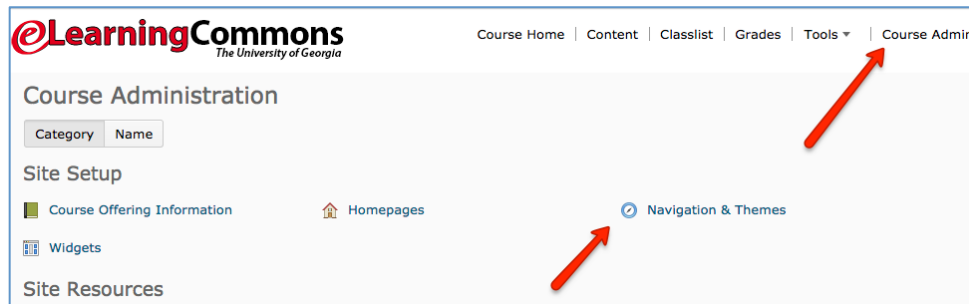 eLearningCommons
The University of Georgia
Course Home | Content | Classlist | Grades | Tools | Course Admin
Course Administration
Category Name
Site Setup
Course Offering Information Homepages Navigation & Themes
Widgets
Site Resources